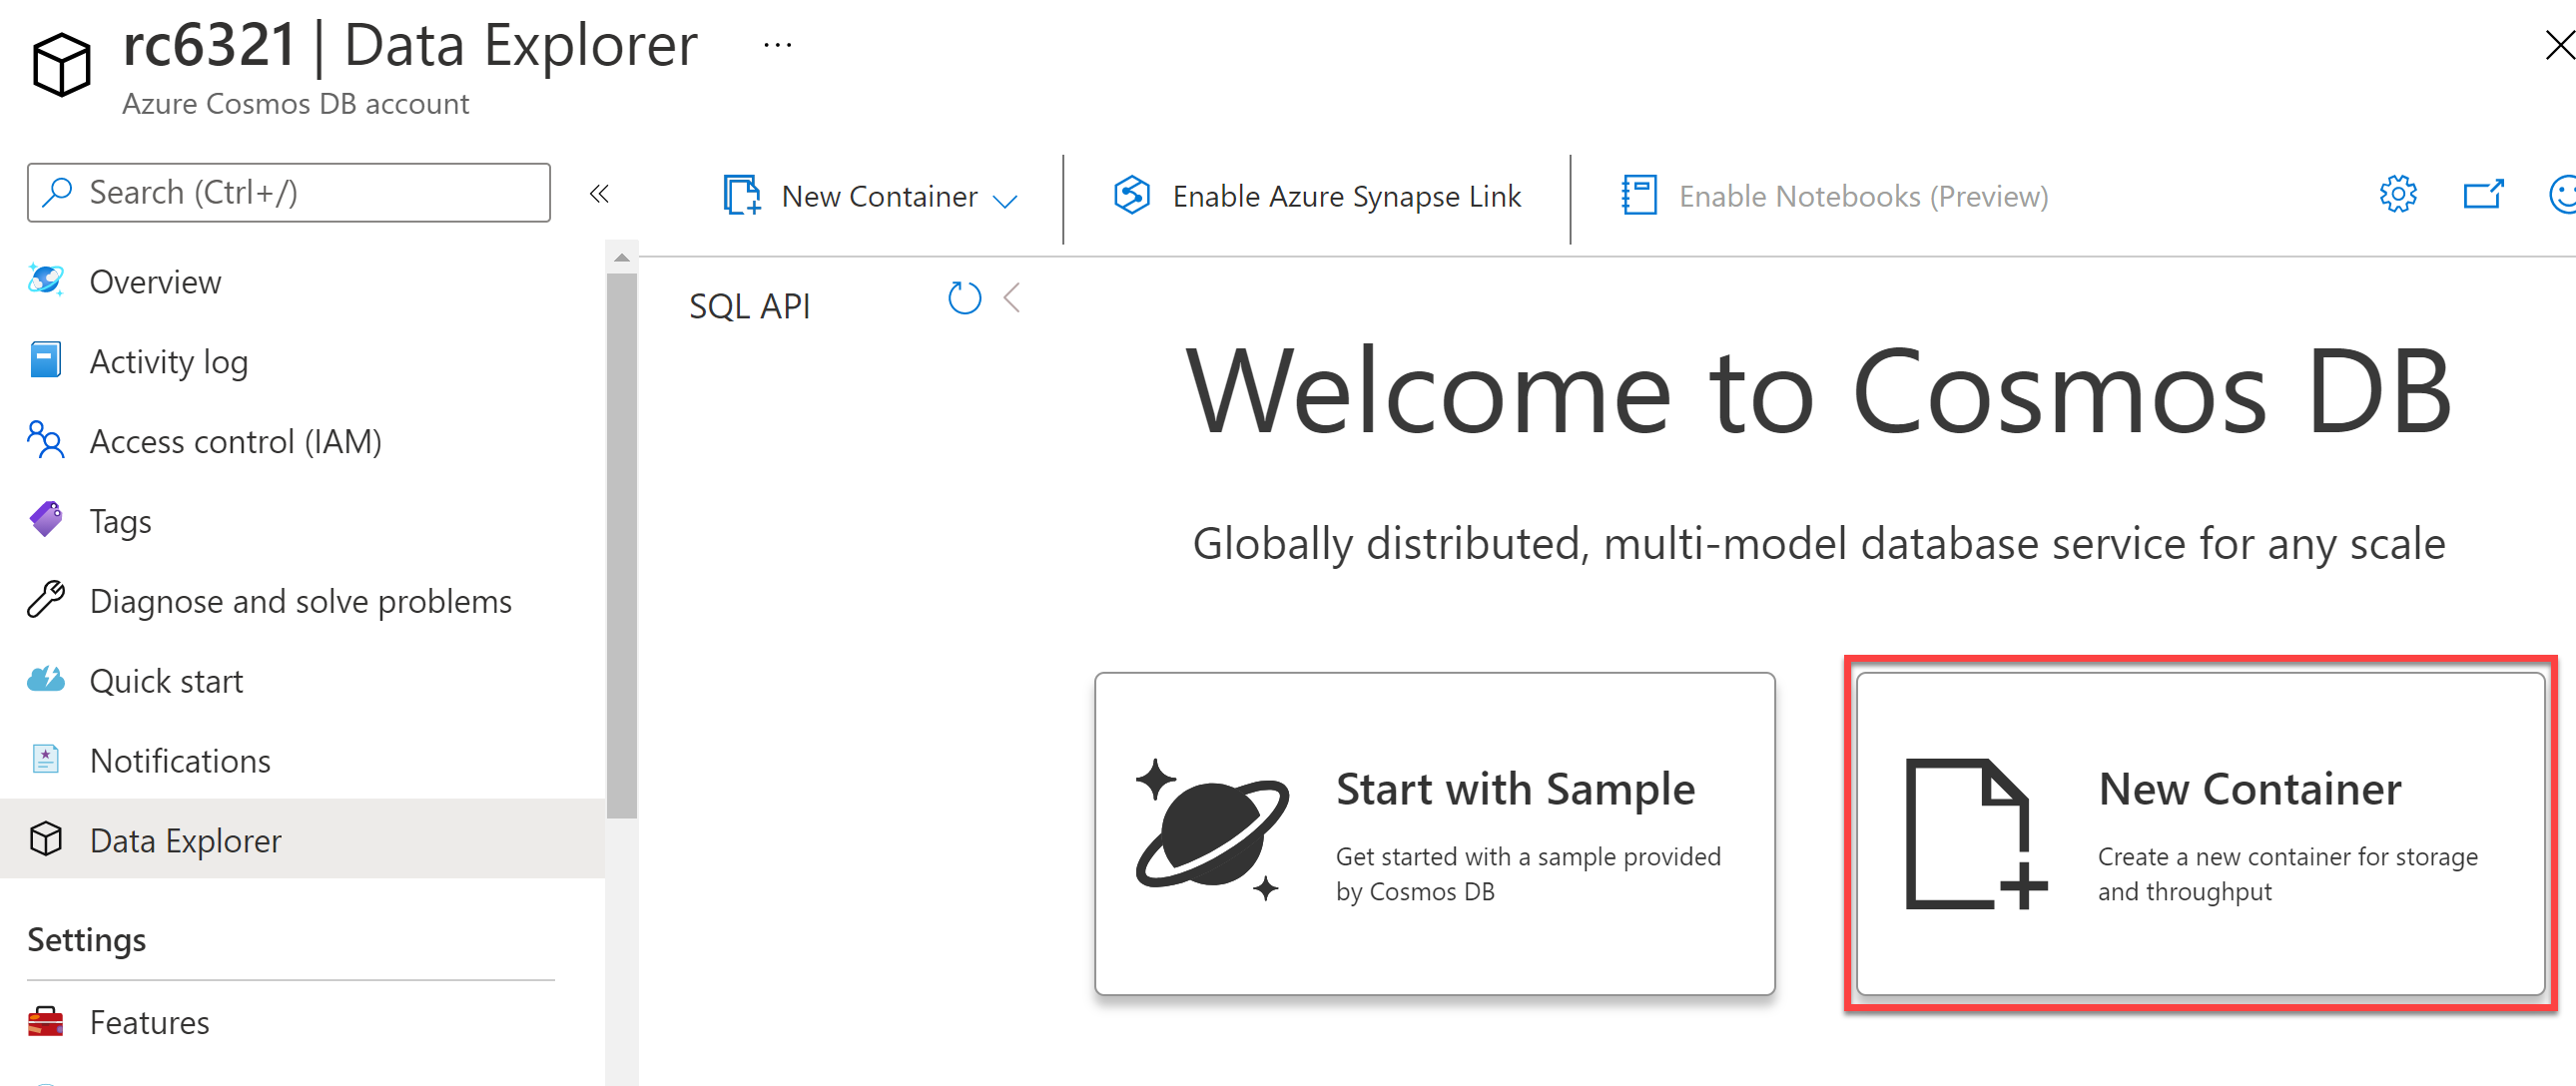 rc6321 | Data Explorer ...
Azure Cosmos DB account
Search (Ctrl+/)
«
Overview
Activity log
Access control (IAM)
Tags
Diagnose and solve problems
Quick start
Notifications
Data Explorer
Settings
Features
New Container
Enable Azure Synapse Link
Enable Notebooks (Preview)
SQL API
Welcome to Cosmos DB
Globally distributed, multi-model database service for any scale
Start with Sample
Get started with a sample provided
by Cosmos DB
New Container
Create a new container for storage
and throughput